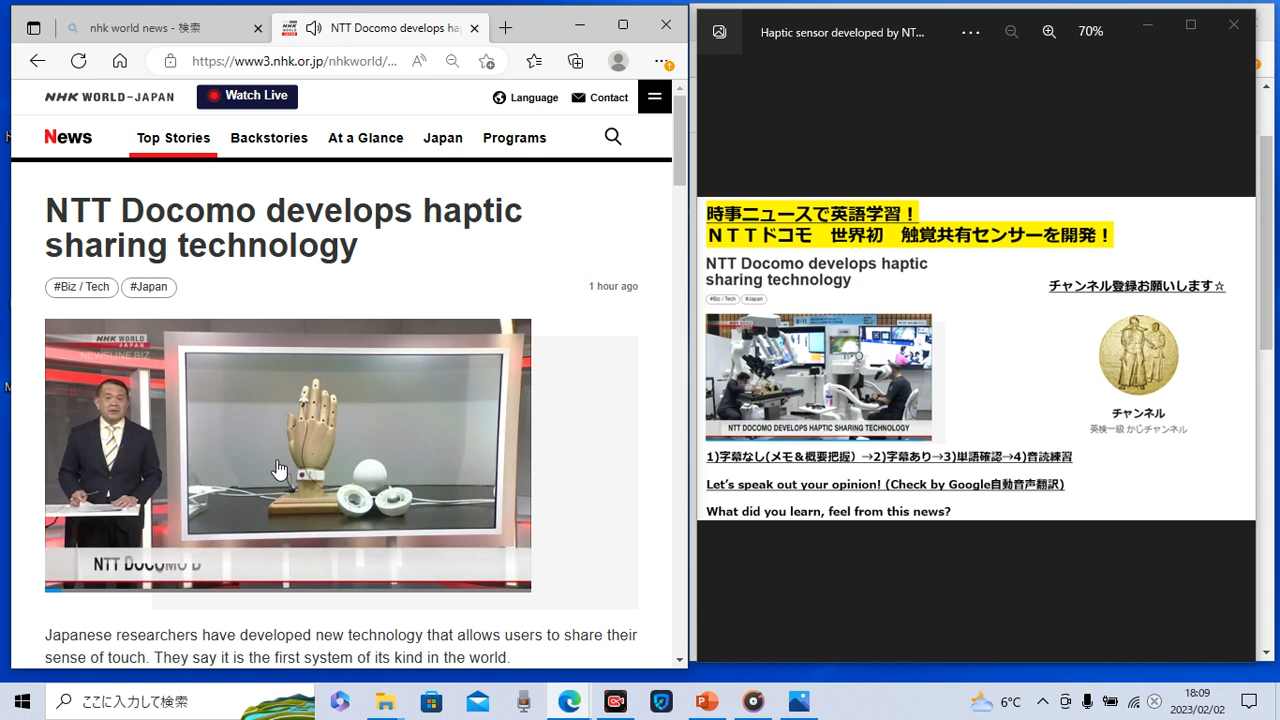 nhk world news - 検索
NTT Docomo develops ha
https://www3.nhk.or.jp/nhkworld/...
NHK WORLD-JAPAN
Watch Live
Language
Contact
News
Top Stories
Backstories
At a Glance
Japan
Programs
NTT Docomo develops haptic
sharing technology
#Biz / Tech
#Japan
1 hour ago
NHK WORLD
JAPAN
NEWSLINE BIZ
NTT DOCOMO D
Japanese researchers have developed new technology that allows users to share their
sense of touch. They say it is the first system of its kind in the world.
Haptic sensor developed by NT...
70%
時事ニュースで英語学習！
ＮＴＴドコモ　世界初　触覚共有センサーを開発！
NTT Docomo develops haptic
sharing technology
#Biz / Tech
#Japan
チャンネル登録お願いします☆
NTT DOCOMO DEVELOPS HAPTIC SHARING TECHNOLOGY
チャンネル
英検一級 かじチャンネル
1)字幕なし(メモ＆概要把握）→2)字幕あり→3)単語確認→4)音読練習
Let's speak out your opinion! (Check by Google自動音声翻訳)
What did you learn, feel from this news?
ここに入力して検索
6°C
18:09
2023/02/02